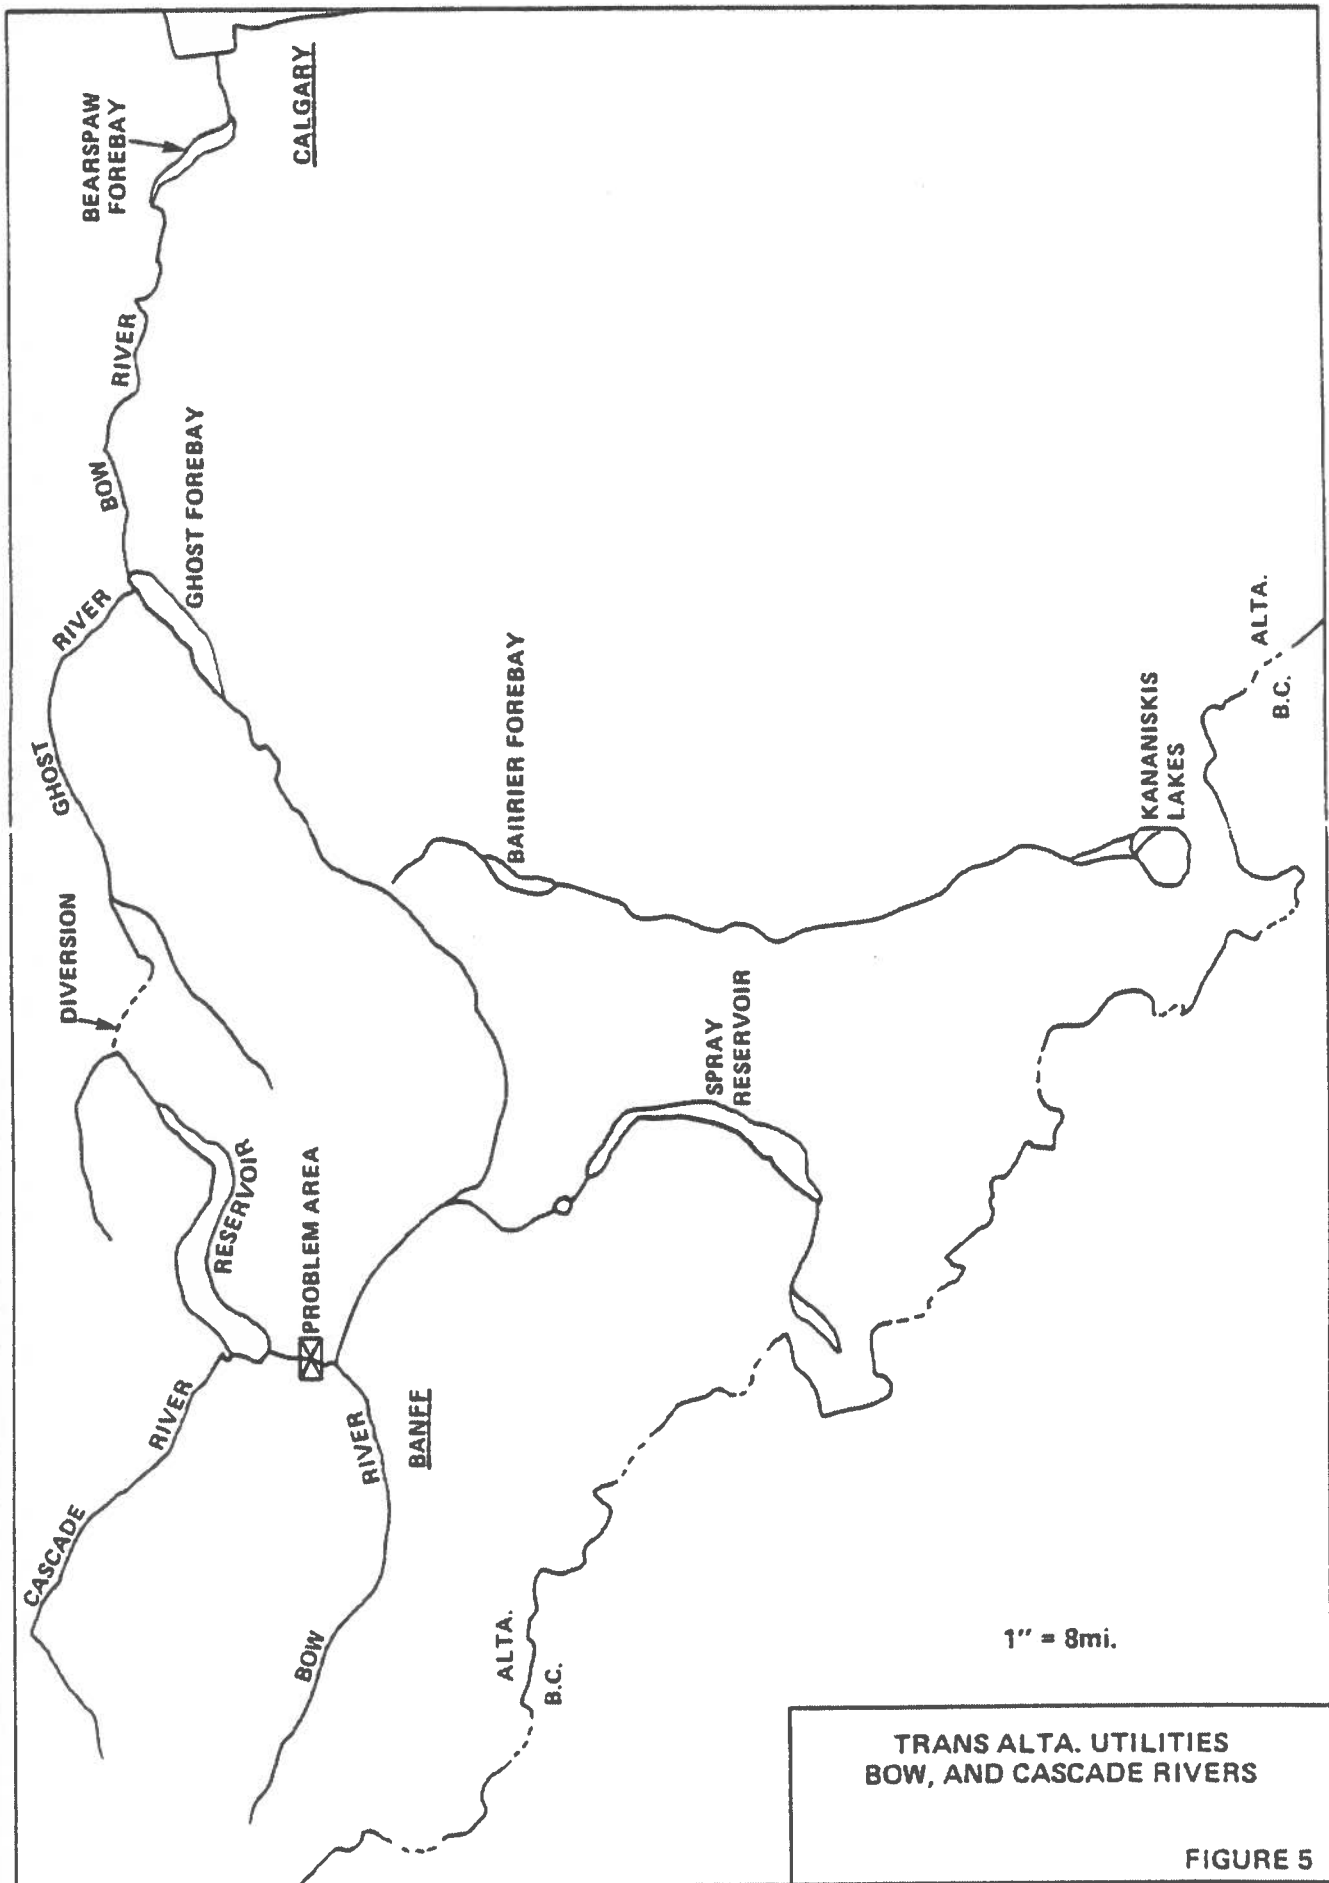 BEARSPAW
FOREBAY
CALGARY
RIVER
BOW
GHOST FOREBAY
RIVER
GHOST
DIVERSION
BARRIER FOREBAY
ALTA.
B.C.
KANANISKIS
LAKES
SPRAY
RESERVOIR
RESERVOIR
PROBLEM AREA
RIVER
CASCADE
RIVER
BANFF
BOW
ALTA.
B.C.
1" = 8mi.
TRANS ALTA. UTILITIES
BOW, AND CASCADE RIVERS
FIGURE 5